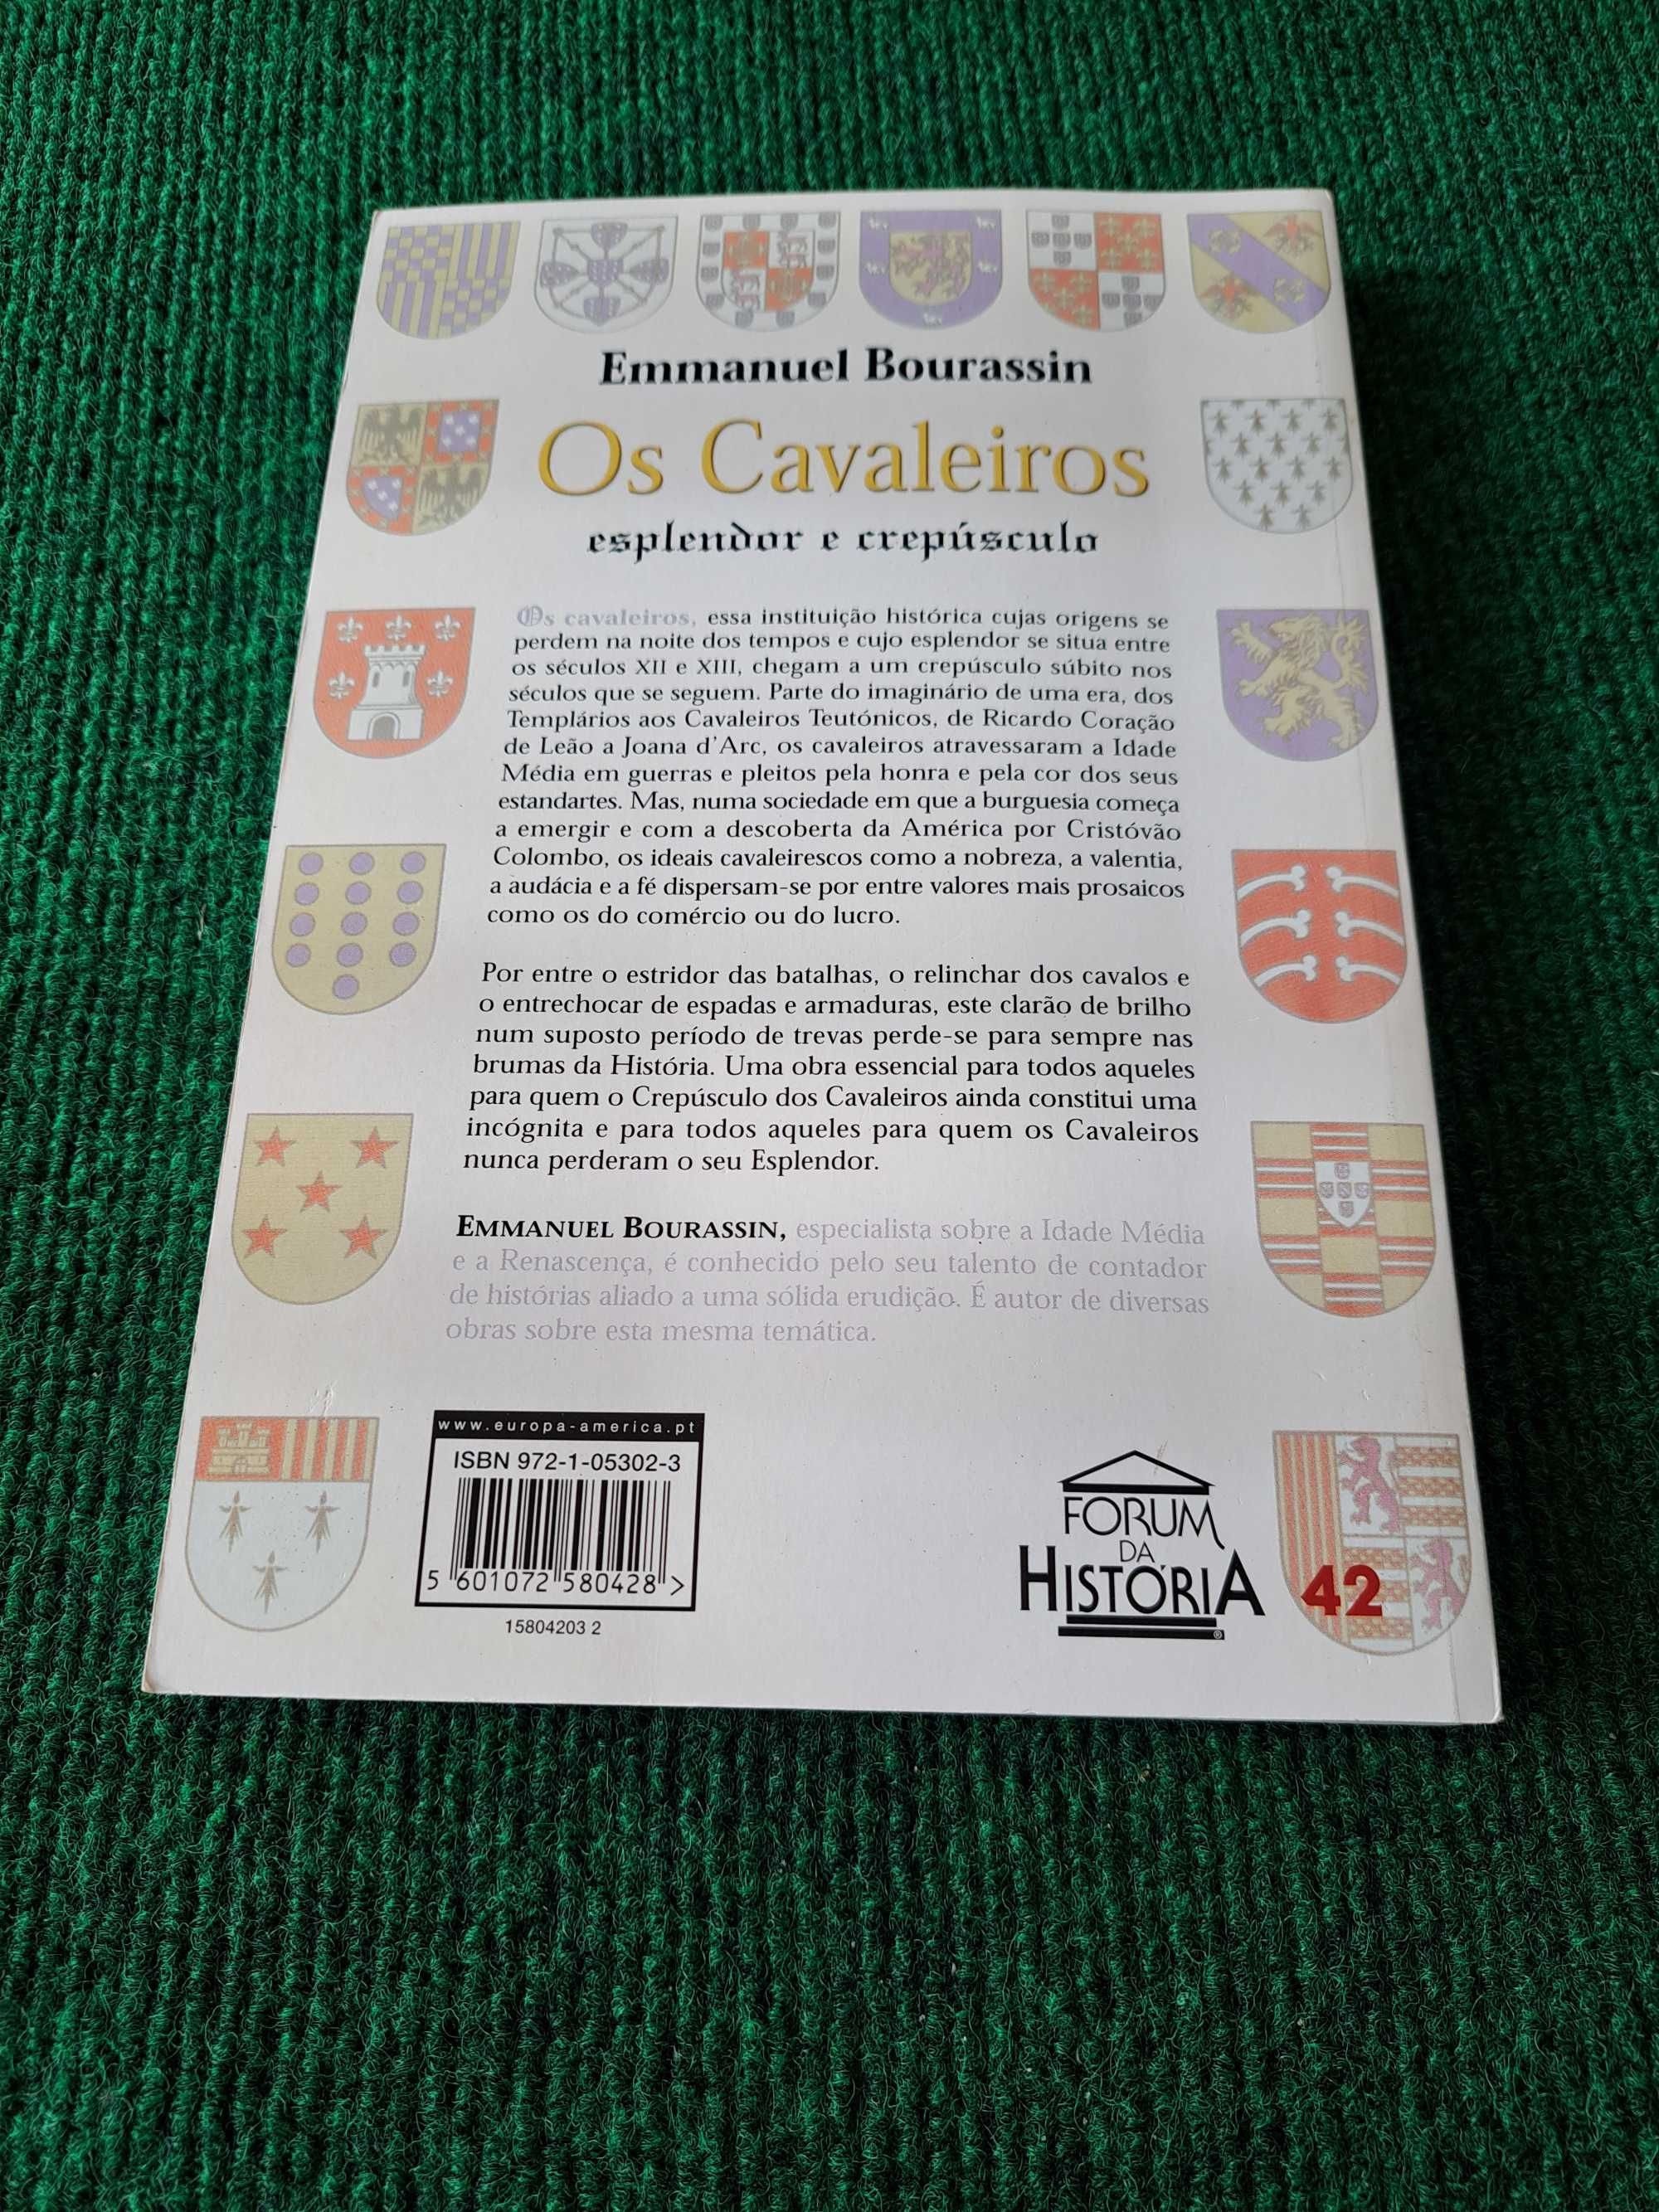 Emmanuel Bourassin
Os Cavaleiros
esplendor e crepúsculo
Os cavaleiros, essa instituição histórica cujas origens se
perdem na noite dos tempos e cujo esplendor se situa entre
os séculos XII e XIII, chegam a um crepúsculo súbito nos
séculos que se seguem. Parte do imaginário de uma era, dos
Templários aos Cavaleiros Teutónicos, de Ricardo Coração
de Leão a Joana d'Arc, os cavaleiros atravessaram a Idade
Média em guerras e pleitos pela honra e pela cor dos seus
estandartes. Mas, numa sociedade em que a burguesia começa
a emergir e com a descoberta da América por Cristóvão
Colombo, os ideais cavaleirescos como a nobreza, a valentia,
a audácia e a fé dispersam-se por entre valores mais prosaicos
como os do comércio ou do lucro.
Por entre o estridor das batalhas, o relinchar dos cavalos e
o entrechocar de espadas e armaduras, este clarão de brilho
num suposto período de trevas perde-se para sempre nas
brumas da História. Uma obra essencial para todos aqueles
para quem o Crepúsculo dos Cavaleiros ainda constitui uma
incógnita e para todos aqueles para quem os Cavaleiros
nunca perderam o seu Esplendor.
EMMANUEL BOURASSIN, especialista sobre a Idade Média
e a Renascença, é conhecido pelo seu talento de contador
de histórias aliado a uma sólida erudição. É autor de diversas
obras sobre esta mesma temática.
www.europa-america.pt
ISBN 972-1-05302-3
5 601072 580428 >
15804203 2
FORUM
DA
HISTÓRIA 42
®